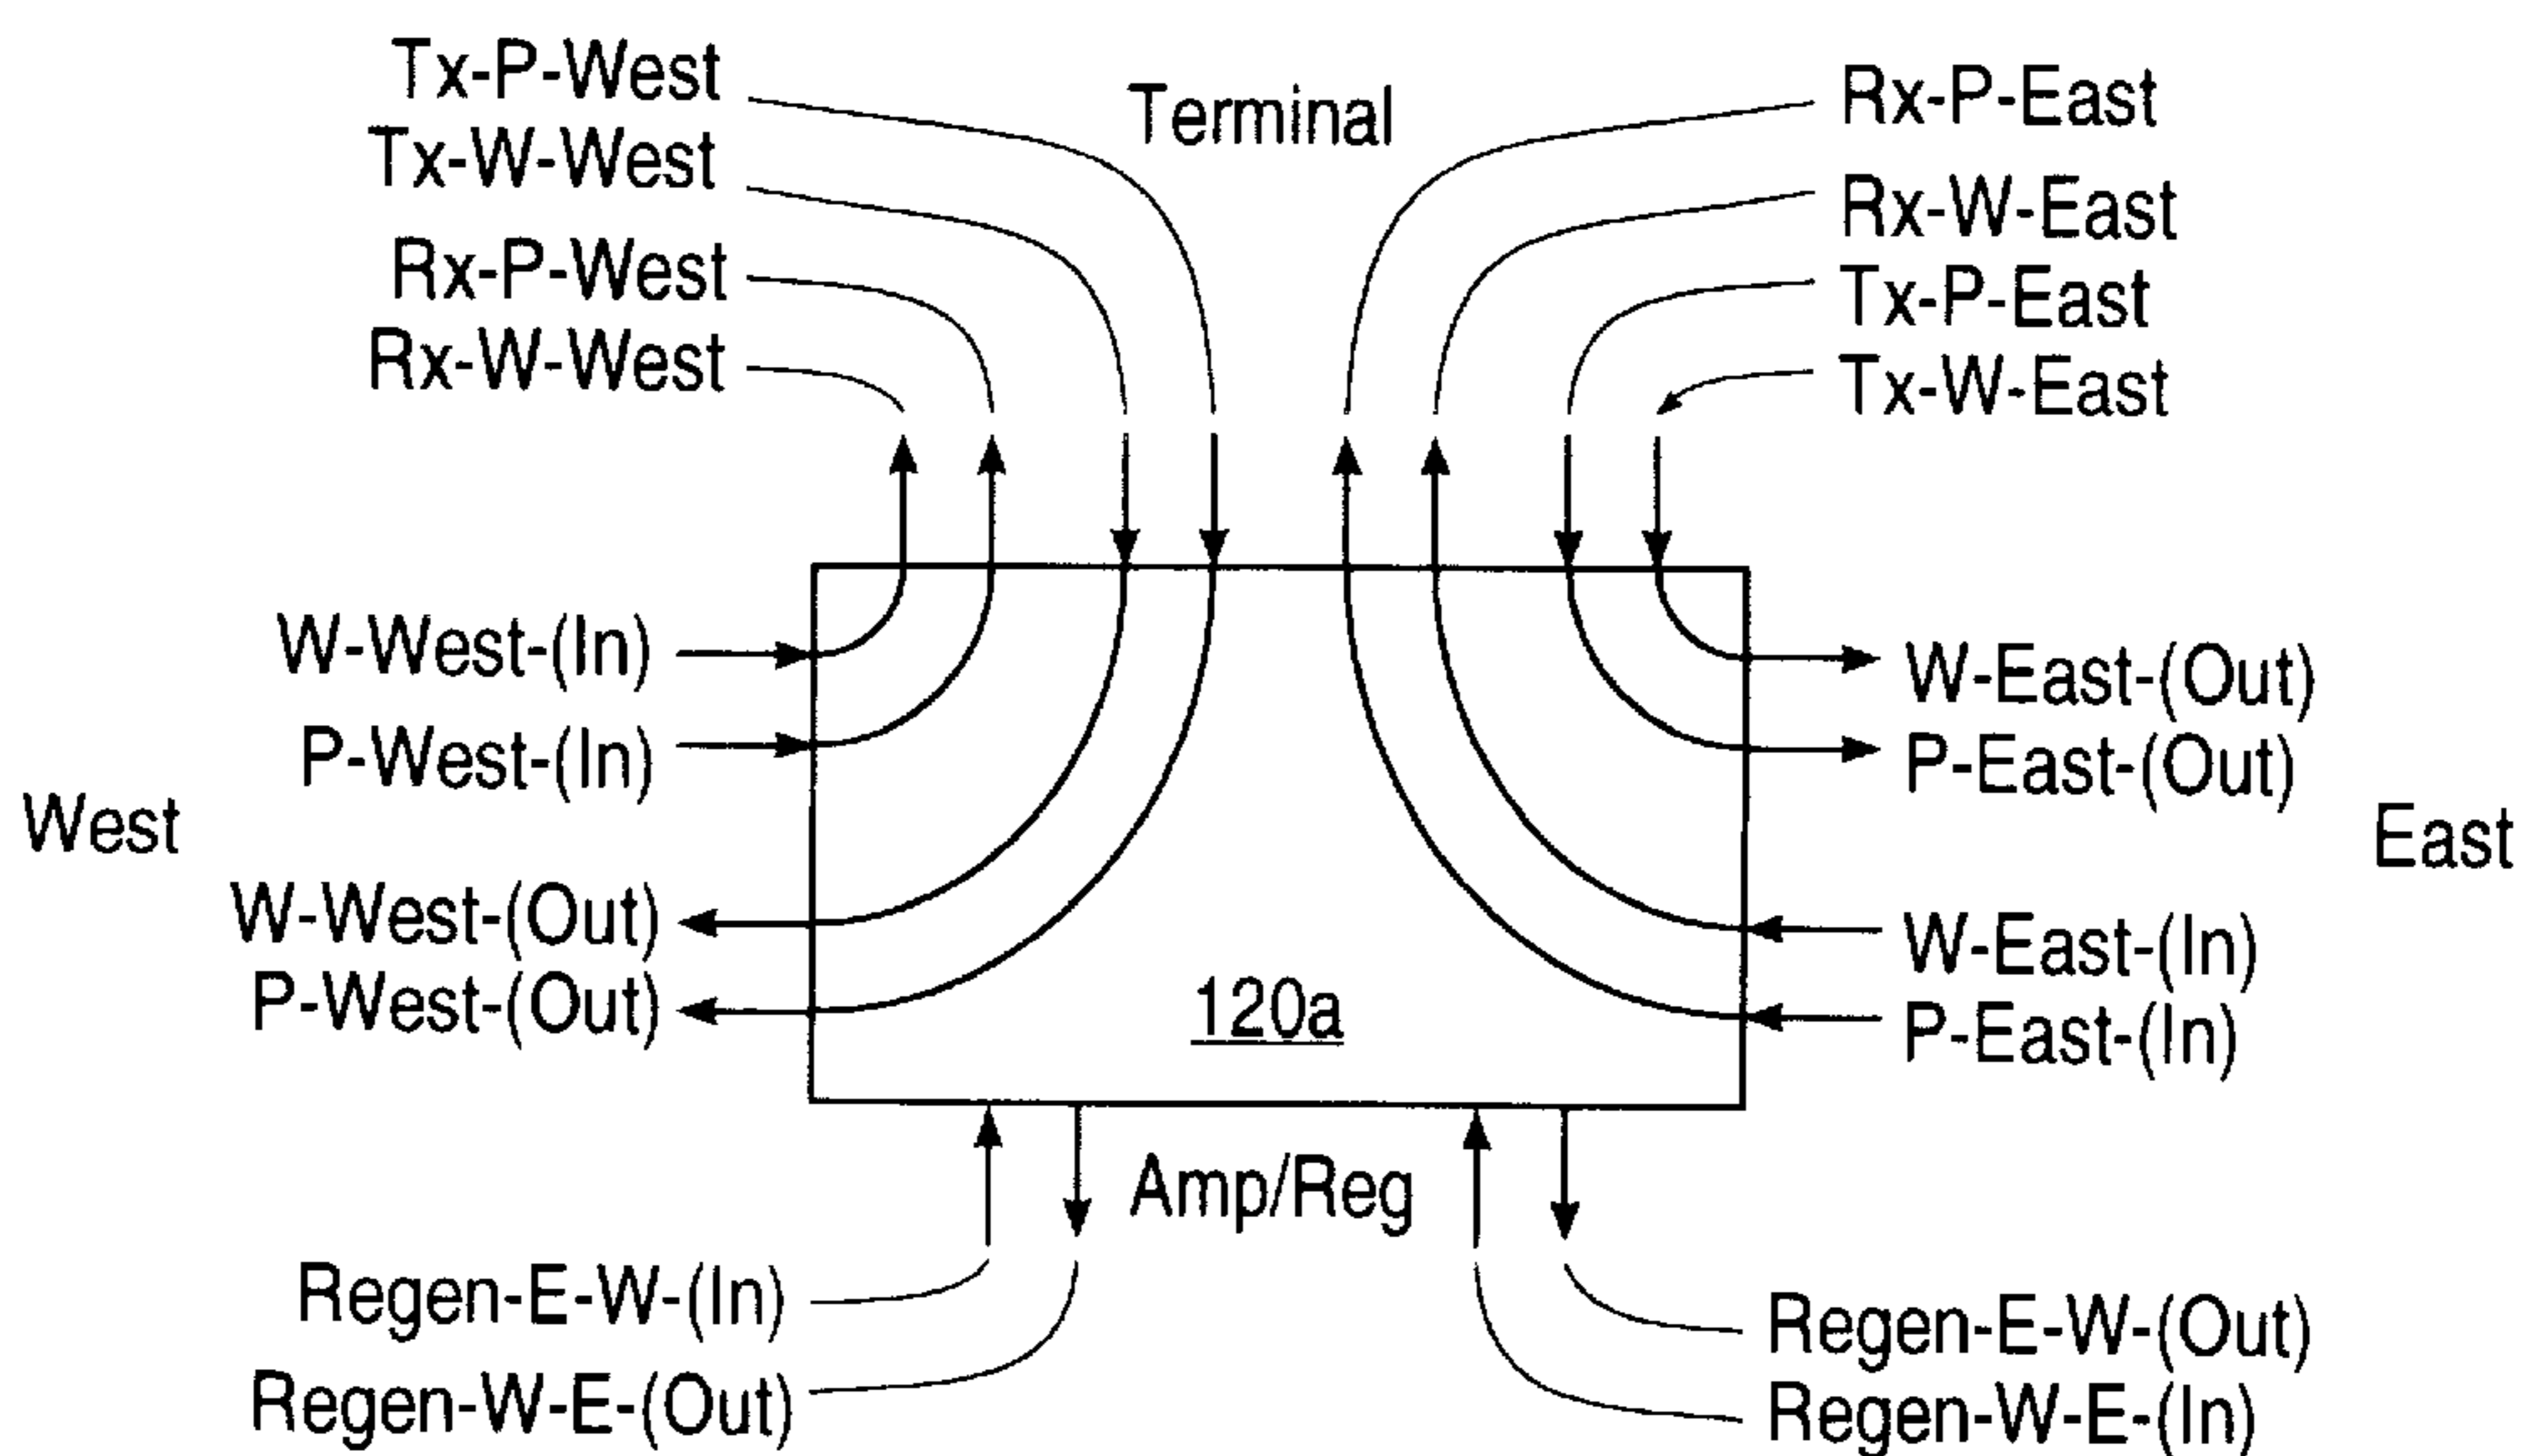 Tx-P-West
Tx-W-West
Rx-P-West
Rx-W-West
Terminal
Rx-P-East
Rx-W-East
Tx-P-East
Tx-W-East
W-West-(In)
P-West-(In)
West
W-West-(Out)
P-West-(Out)
120a
W-East-(Out)
P-East-(Out)
East
W-East-(In)
P-East-(In)
Amp/Reg
Regen-E-W-(In)
Regen-W-E-(Out)
Regen-E-W-(Out)
Regen-W-E-(In)